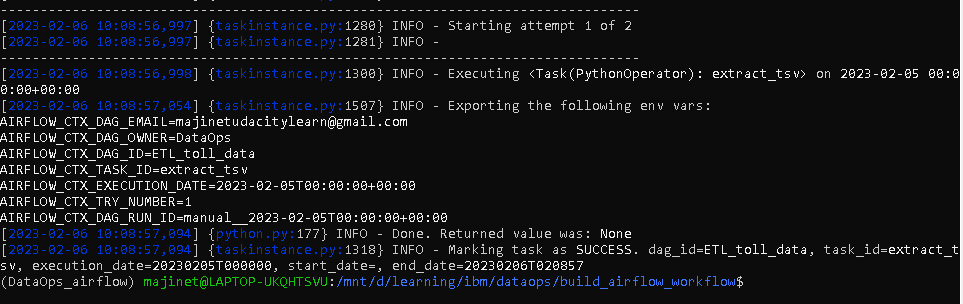 --------------------------------------------------------------------------------
[2023-02-06 10:08:56,997] {taskinstance.py:1280} INFO - Starting attempt 1 of 2
[2023-02-06 10:08:56,997] {taskinstance.py:1281} INFO -
--------------------------------------------------------------------------------
[2023-02-06 10:08:56,998] {taskinstance.py:1300} INFO - Executing <Task(PythonOperator): extract_tsv> on 2023-02-05 00:0
0:00+00:00
[2023-02-06 10:08:57,054] {taskinstance.py:1507} INFO - Exporting the following env vars:
AIRFLOW_CTX_DAG_EMAIL=majinetudacitylearn@gmail.com
AIRFLOW_CTX_DAG_OWNER=DataOps
AIRFLOW_CTX_DAG_ID=ETL_toll_data
AIRFLOW_CTX_TASK_ID=extract_tsv
AIRFLOW_CTX_EXECUTION_DATE=2023-02-05T00:00:00+00:00
AIRFLOW_CTX_TRY_NUMBER=1
AIRFLOW_CTX_DAG_RUN_ID=manual__2023-02-05T00:00:00+00:00
[2023-02-06 10:08:57,094] {python.py:177} INFO - Done. Returned value was: None
[2023-02-06 10:08:57,094] {taskinstance.py:1318} INFO - Marking task as SUCCESS. dag_id=ETL_toll_data, task_id=extract_t
sv, execution_date=20230205T000000, start_date=, end_date=20230206T020857
(DataOps_airflow) majinet@LAPTOP-UKQHTSVU:/mnt/d/learning/ibm/dataops/build_airflow_workflow$